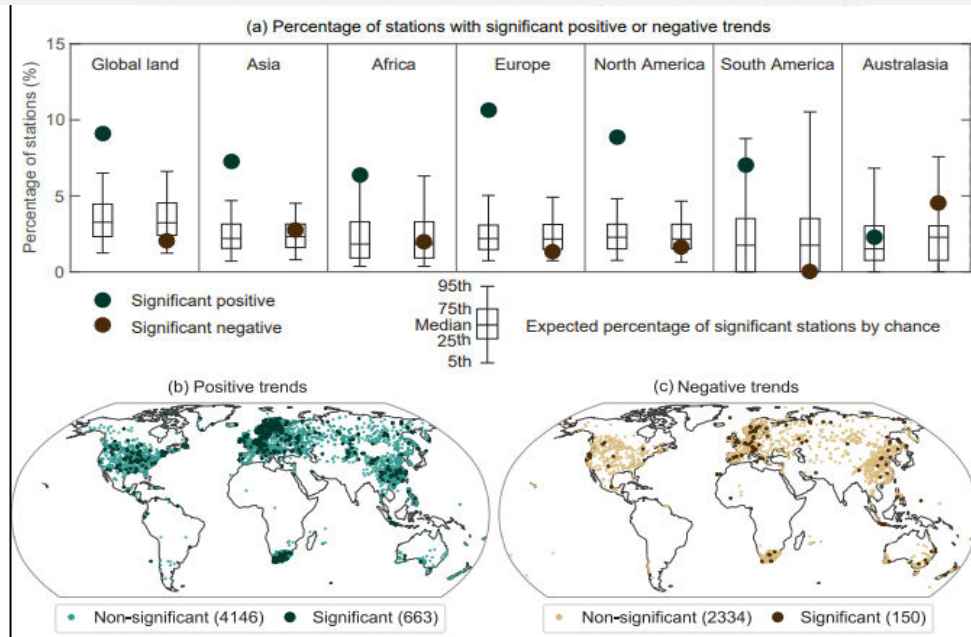 (a) Percentage of stations with significant positive or negative trends
15
10
5
0
Percentage of stations (%)
Global land
Asia
Africa
Europe
North America
South America
Australasia
Significant positive
Significant negative
95th
75th
Median
25th
5th
Expected percentage of significant stations by chance
(b) Positive trends
(c) Negative trends
Non-significant (4146)
Significant (663)
Non-significant (2334)
Significant (150)